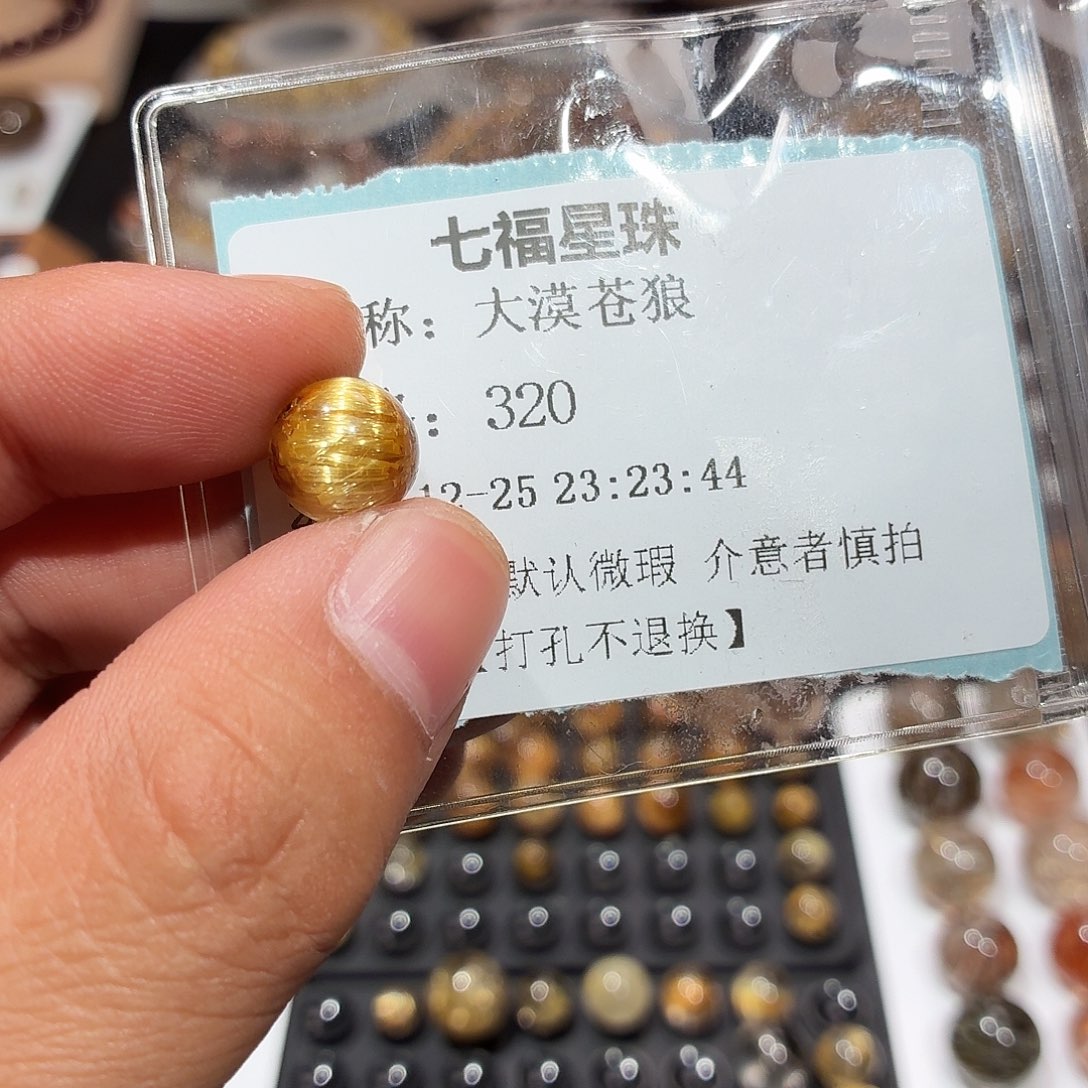 七福星珠
称：大漠苍狼
：320
12-25 23:23:44
默认微瑕 介意者慎拍
打孔不退换】